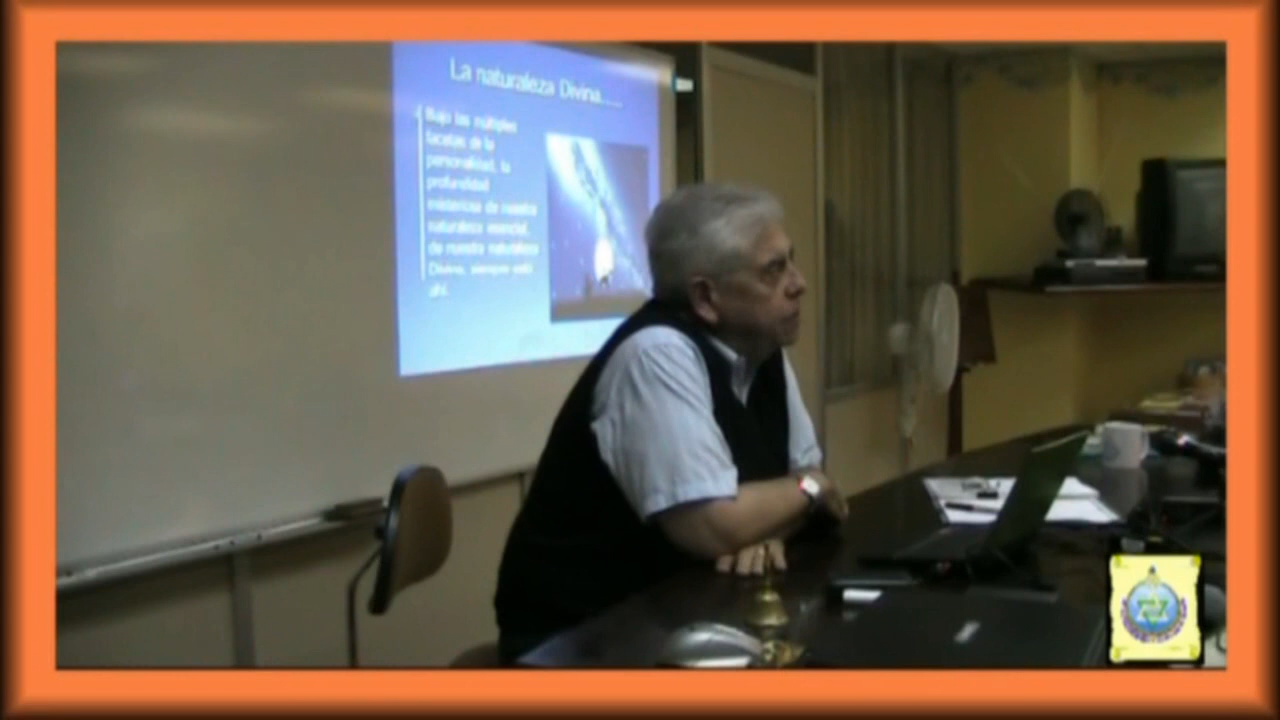 La naturaleza Divina.....
Bajo las múltiples
facetas de la
personalidad, la
profundidad
misteriosa de nuestra
naturaleza esencial,
de nuestra naturaleza
Divina, siempre está
ahí.